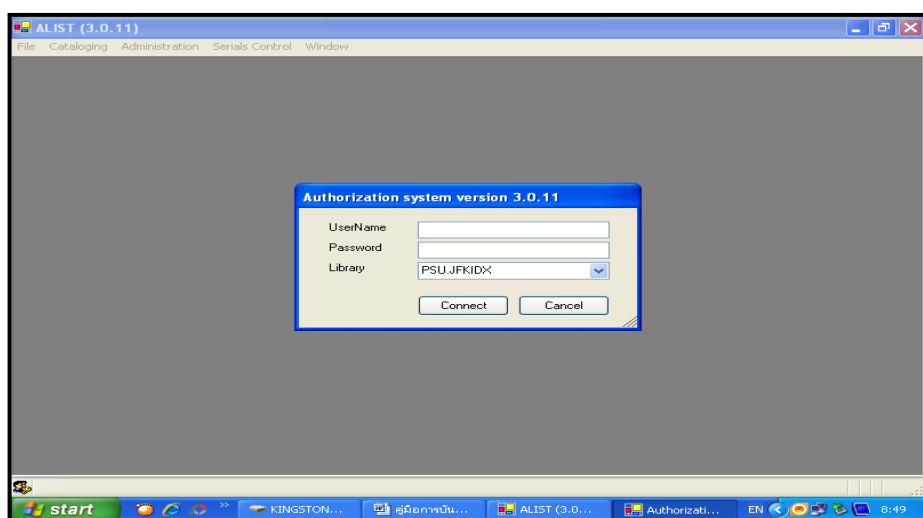 ALIST (3.0.11)
File Cataloging Administration Serials Control Window
Authorization system version 3.0.11
UserName
Password
Library PSU.JFKIDX
Connect Cancel
start KINGSTON... คู่มือการบัน... ALIST (3.0... Authorizati... EN 8:49